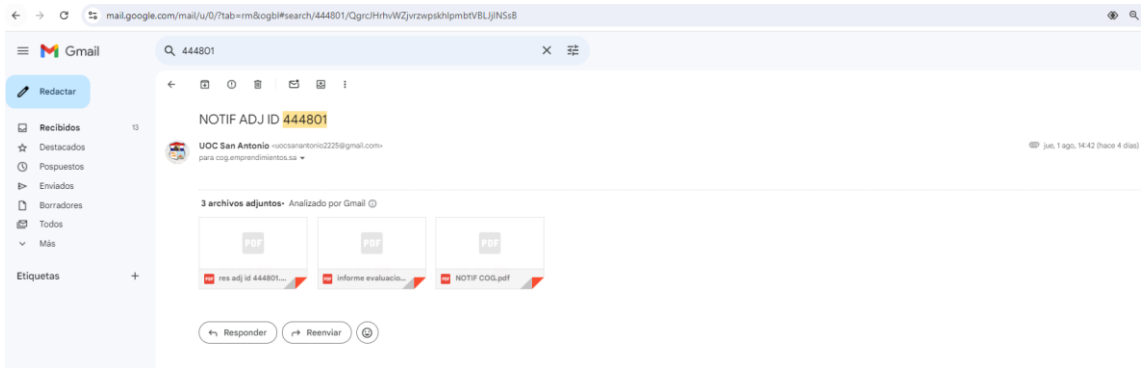 mail.google.com/mail/u/0/?tab=rm&ogbl#search/444801/QgrcJHrhvWZjvrzwpskhlpmbtVBLJjlNSsB
Gmail
444801
Redactar
NOTIF ADJ ID 444801
Recibidos 13
UOC San Antonio <uocsanantonio2225@gmail.com>
jue, 1 ago, 14:42 (hace 4 días)
para cog.emprendimientos.sa
Destacados
Pospuestos
Enviados
Borradores
Todos
Más
3 archivos adjuntos • Analizado por Gmail
PDF
PDF
PDF
Etiquetas +
PDF res adj id 444801....
PDF informe evaluacio...
PDF NOTIF COG.pdf
Responder
Reenviar